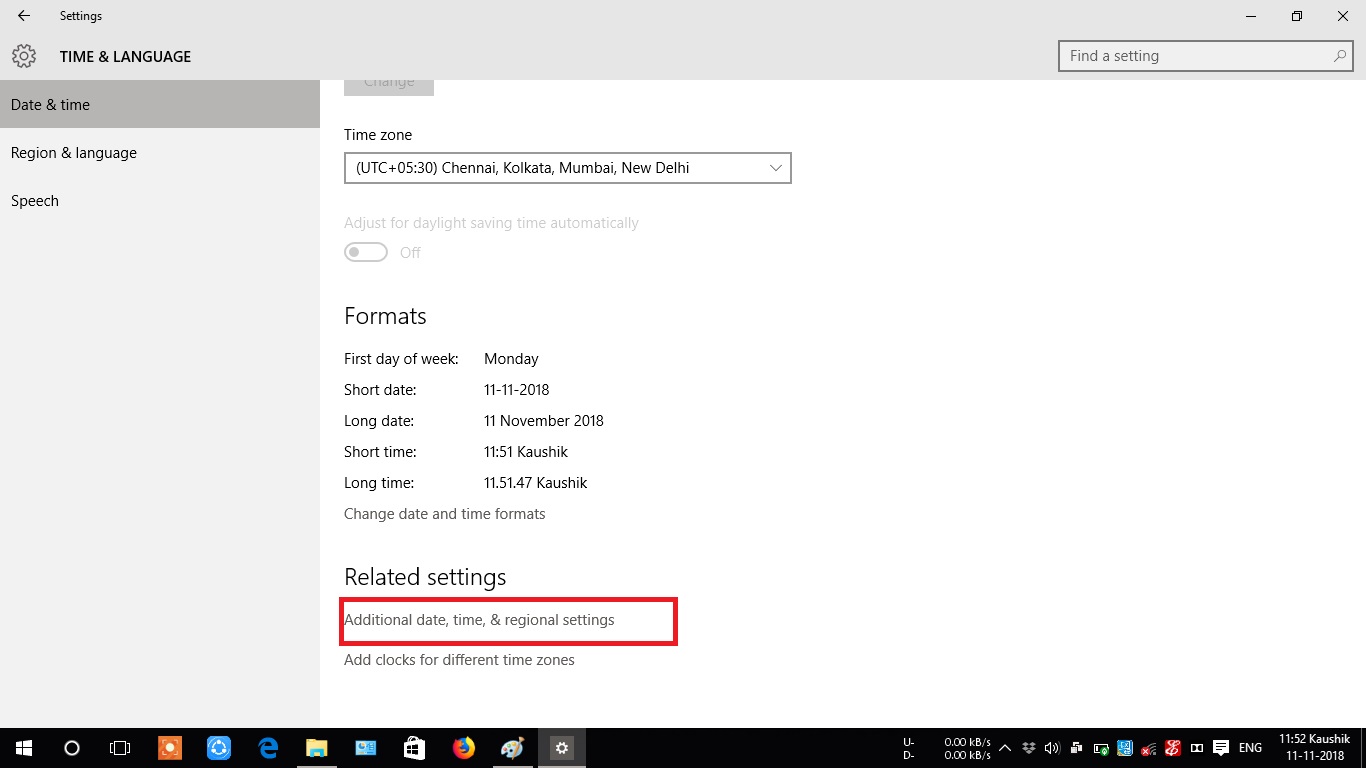 Settings
TIME & LANGUAGE
Find a setting
Date & time
Region & language
Speech
Change
Time zone
(UTC+05:30) Chennai, Kolkata, Mumbai, New Delhi
Adjust for daylight saving time automatically
Off
Formats
First day of week: Monday
Short date: 11-11-2018
Long date: 11 November 2018
Short time: 11:51 Kaushik
Long time: 11.51.47 Kaushik
Change date and time formats
Related settings
Additional date, time, & regional settings
Add clocks for different time zones
U- 0.00 kB/s
D- 0.00 kB/s
ENG
11:52 Kaushik
11-11-2018